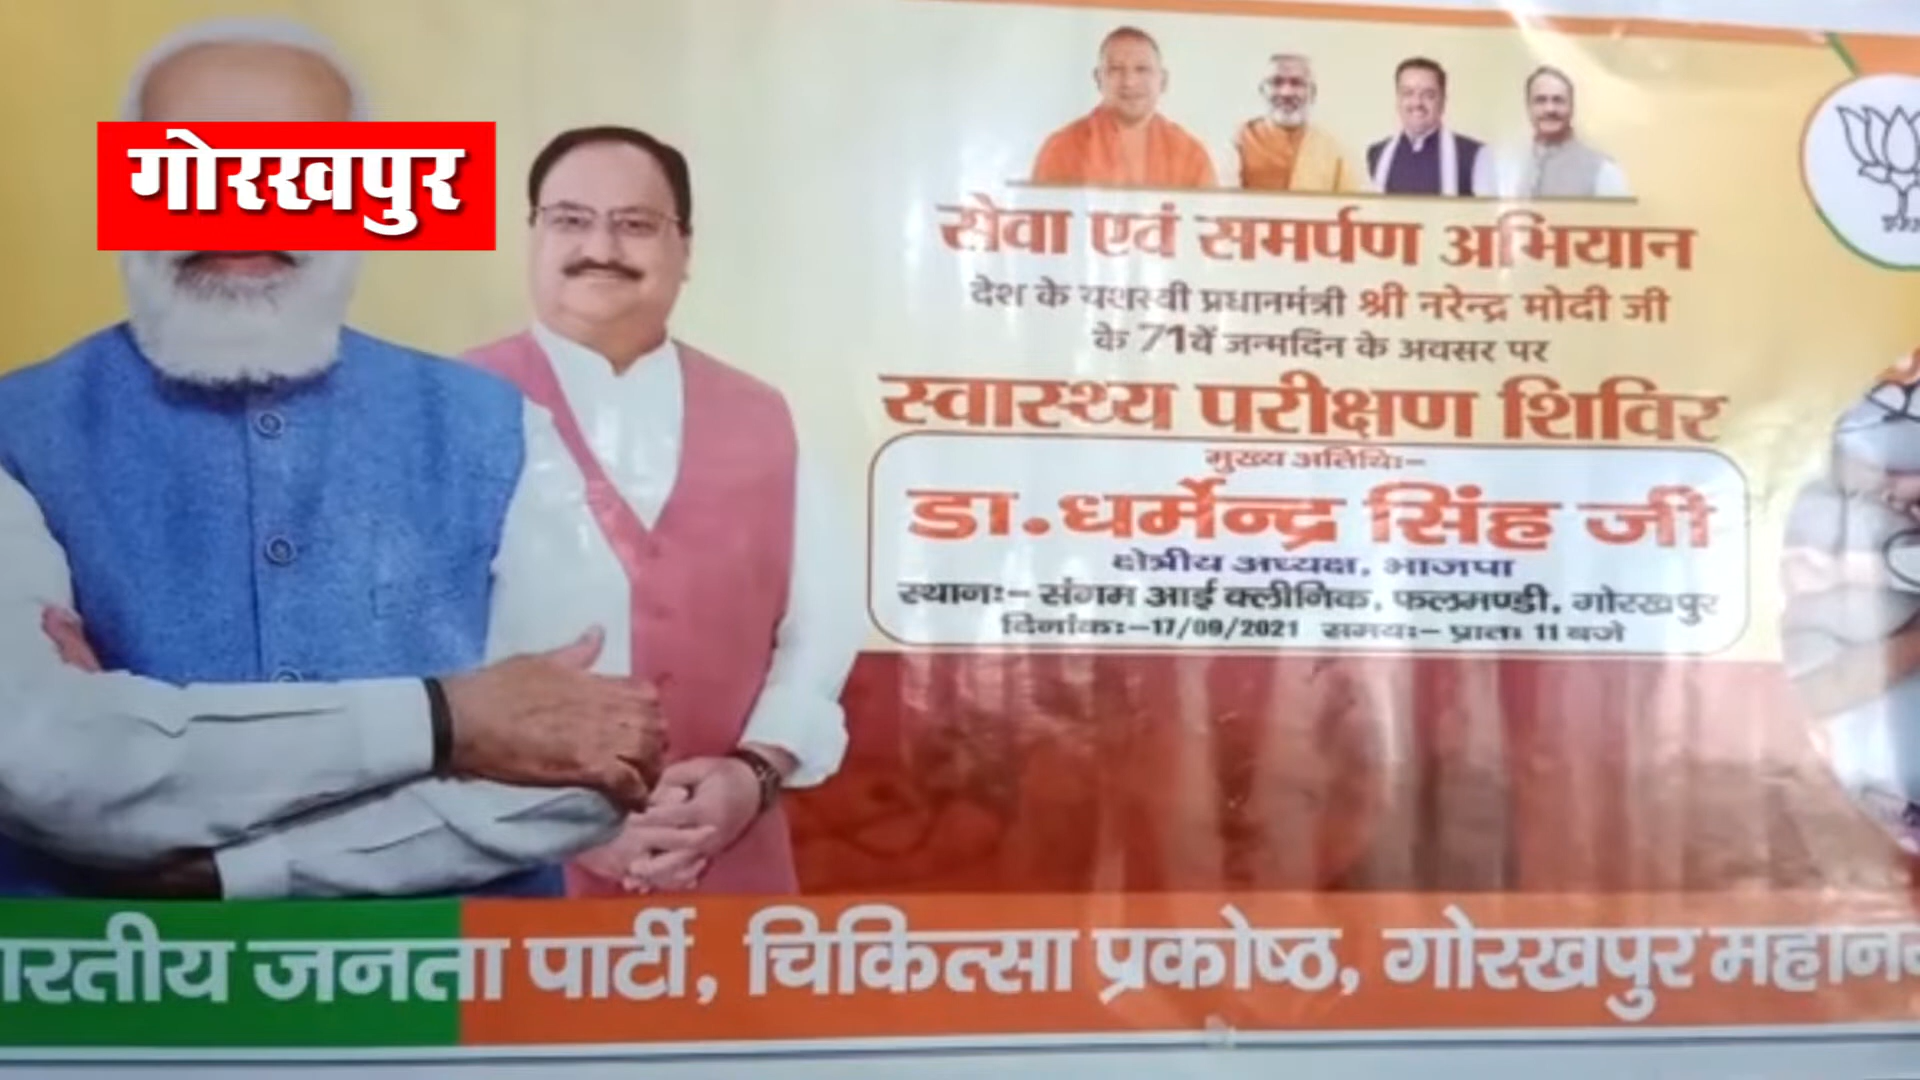 गोरखपुर
सेवा एवं समर्पण अभियान
देश के यशस्वी प्रधानमंत्री श्री नरेन्द्र मोदी जी
के 71वें जन्मदिन के अवसर पर
स्वास्थ्य परीक्षण शिविर
मुख्य अतिथिः-
डा.धर्मेन्द्र सिंह जी
क्षेत्रीय अध्यक्ष, भाजपा
स्थानः- संगम आई क्लीनिक, फलमण्डी, गोरखपुर
दिनांकः-17/09/2021 समयः- प्रातः 11 बजे
ारतीय जनता पार्टी, चिकित्सा प्रकोष्ठ, गोरखपुर महान